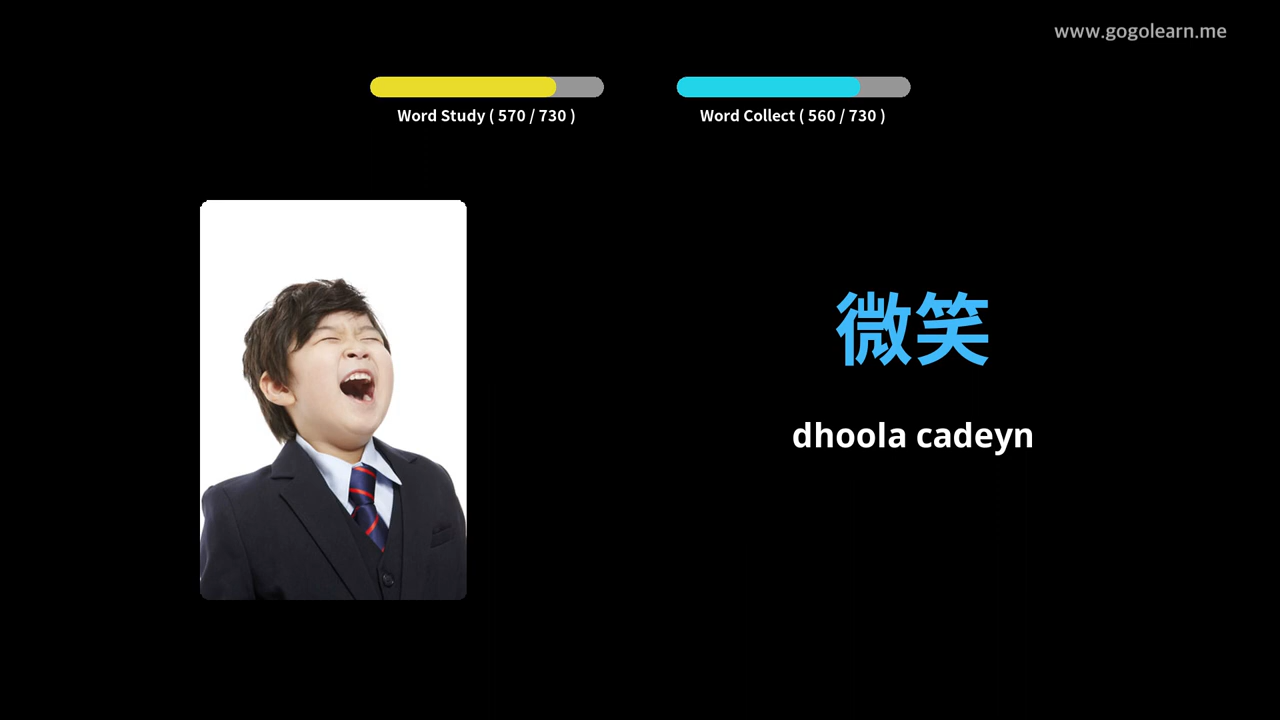 www.gogolearn.me
Word Study ( 570 / 730 )
Word Collect ( 560 / 730 )
微笑
dhoola cadeyn